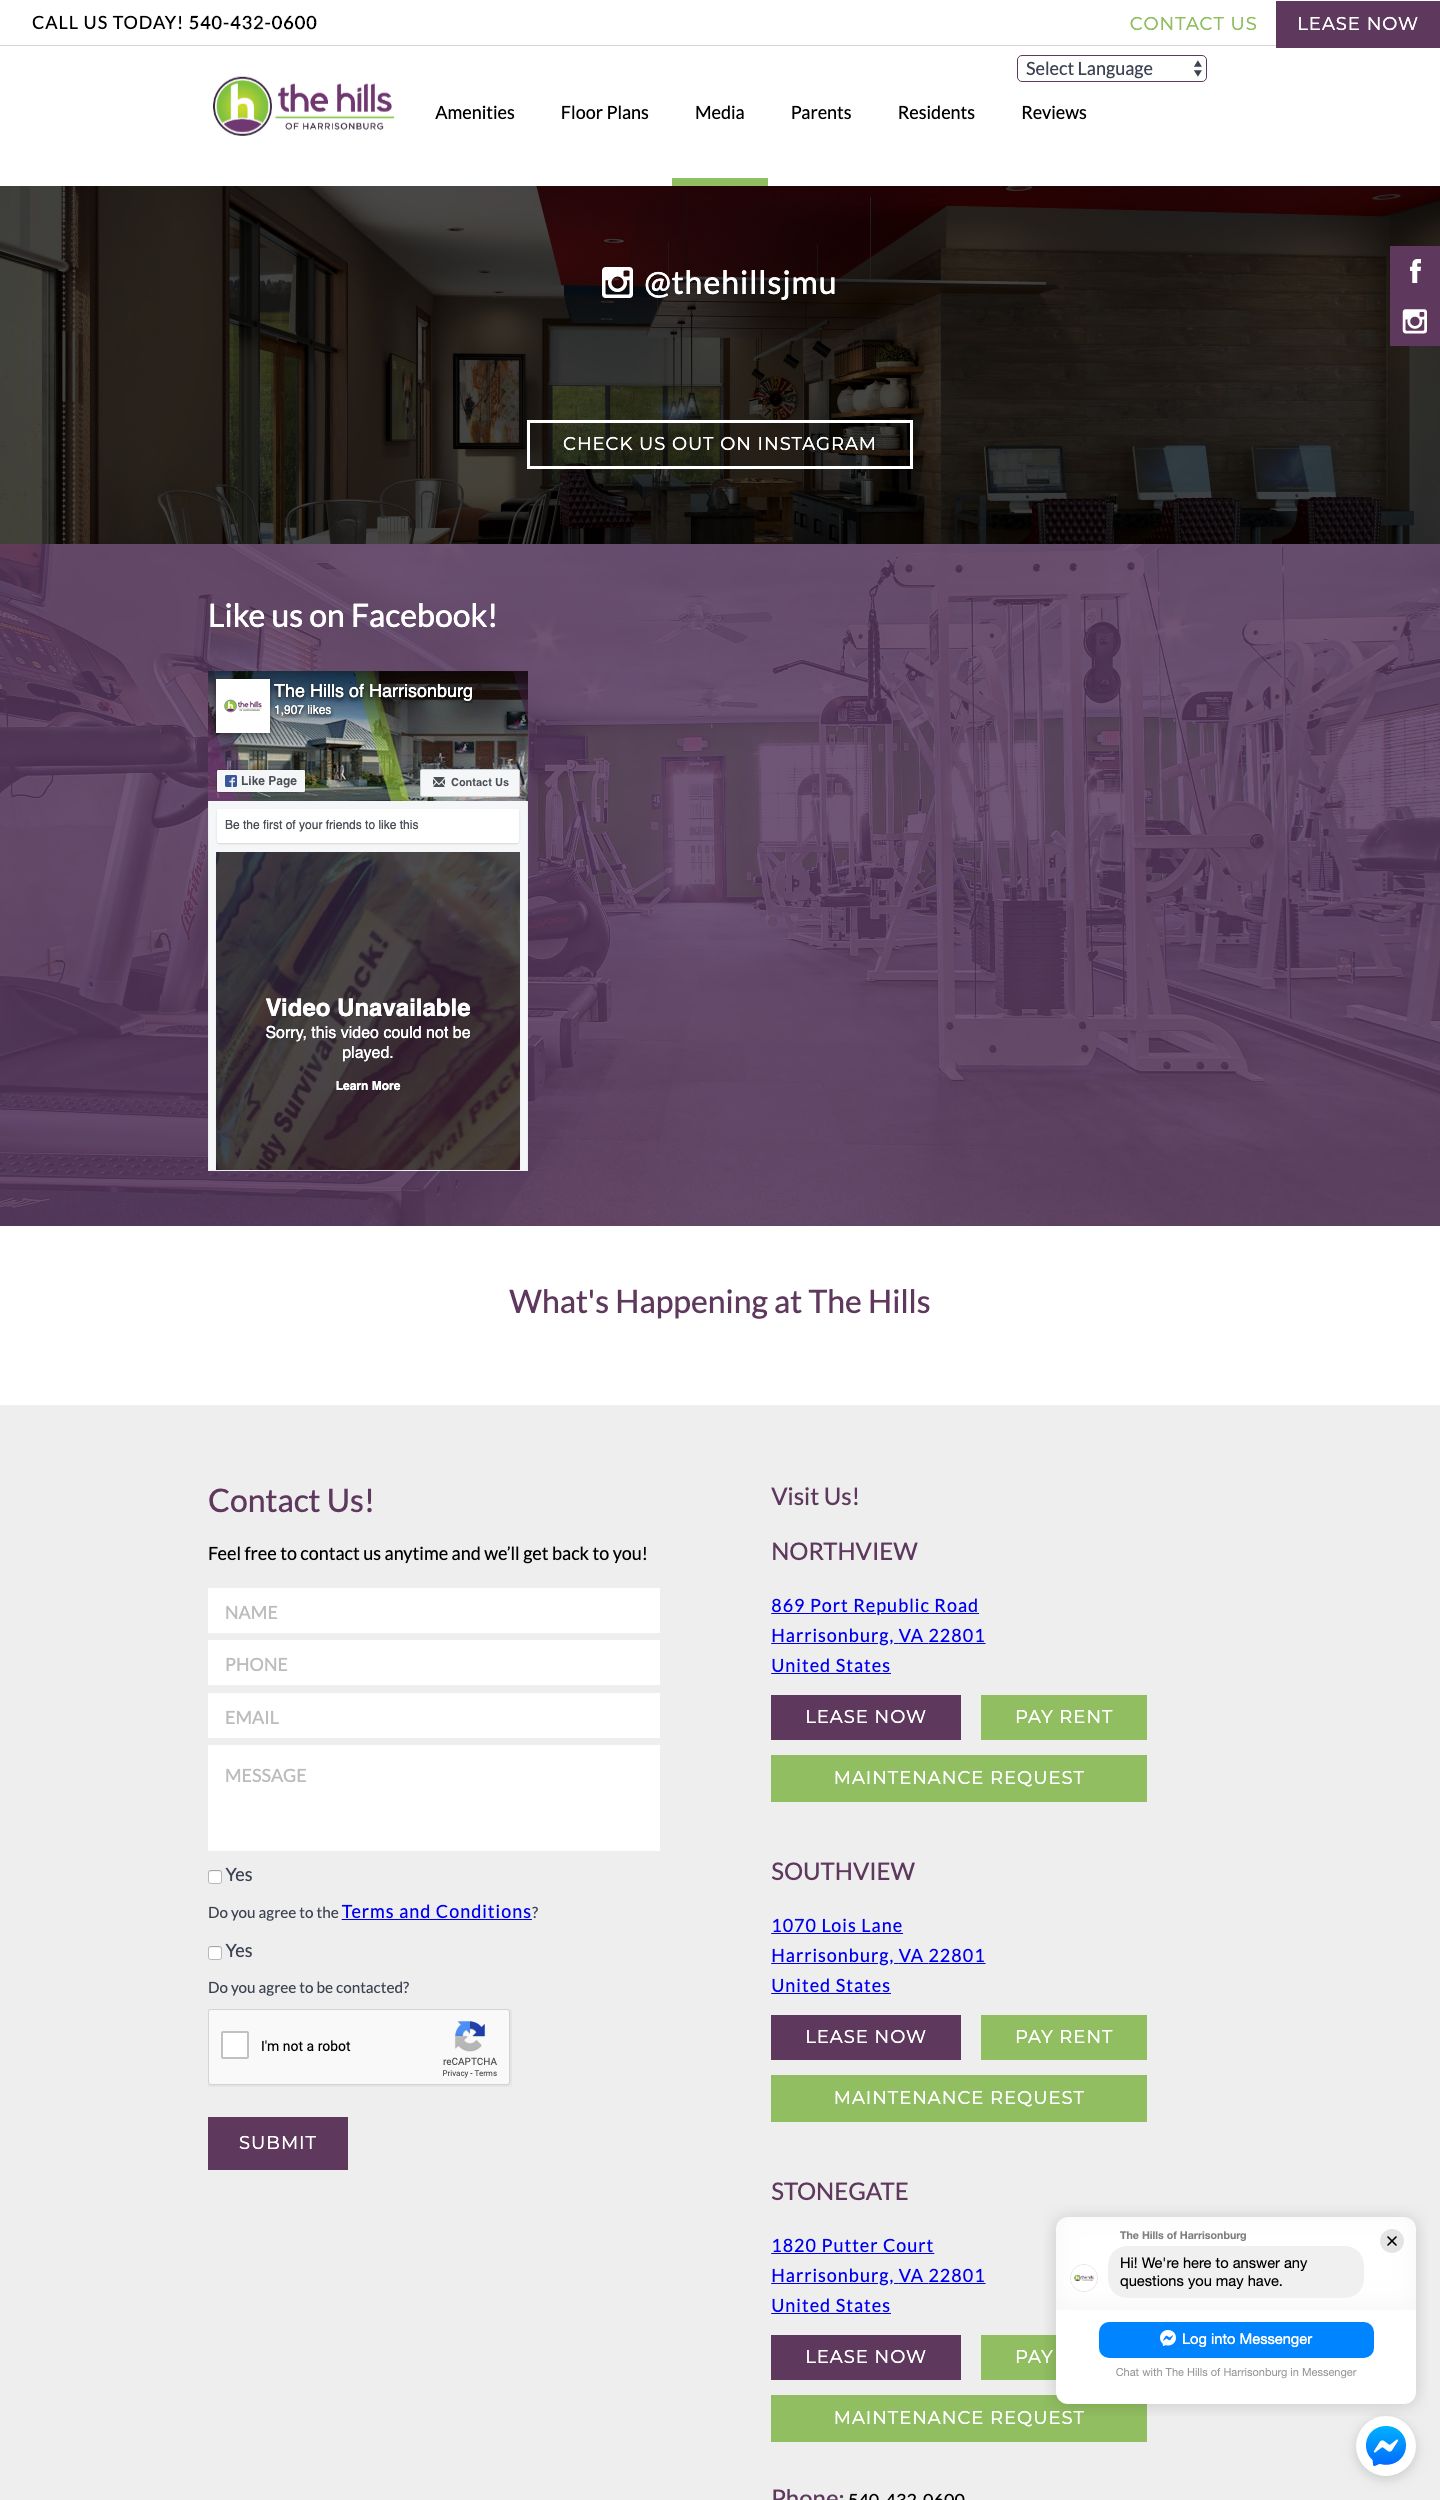 CALL US TODAY! 540-432-0600
CONTACT US
LEASE NOW
Select Language
h the hills
OF HARRISONBURG
Amenities
Floor Plans
Media
Parents
Residents
Reviews
@thehillsjmu
CHECK US OUT ON INSTAGRAM
Like us on Facebook!
the hills
The Hills of Harrisonburg
1,907 likes
Like Page
Contact Us
Be the first of your friends to like this
Video Unavailable
Sorry, this video could not be
played.
Learn More
What's Happening at The Hills
Contact Us!
Feel free to contact us anytime and we’ll get back to you!
NAME
PHONE
EMAIL
MESSAGE
Yes
Do you agree to the Terms and Conditions?
Yes
Do you agree to be contacted?
I'm not a robot
reCAPTCHA
Privacy - Terms
SUBMIT
Visit Us!
NORTHVIEW
869 Port Republic Road
Harrisonburg, VA 22801
United States
LEASE NOW
PAY RENT
MAINTENANCE REQUEST
SOUTHVIEW
1070 Lois Lane
Harrisonburg, VA 22801
United States
LEASE NOW
PAY RENT
MAINTENANCE REQUEST
STONEGATE
1820 Putter Court
Harrisonburg, VA 22801
United States
LEASE NOW
PAY
MAINTENANCE REQUEST
Phone: 540-432-0600
The Hills of Harrisonburg
Hi! We're here to answer any
questions you may have.
Log into Messenger
Chat with The Hills of Harrisonburg in Messenger